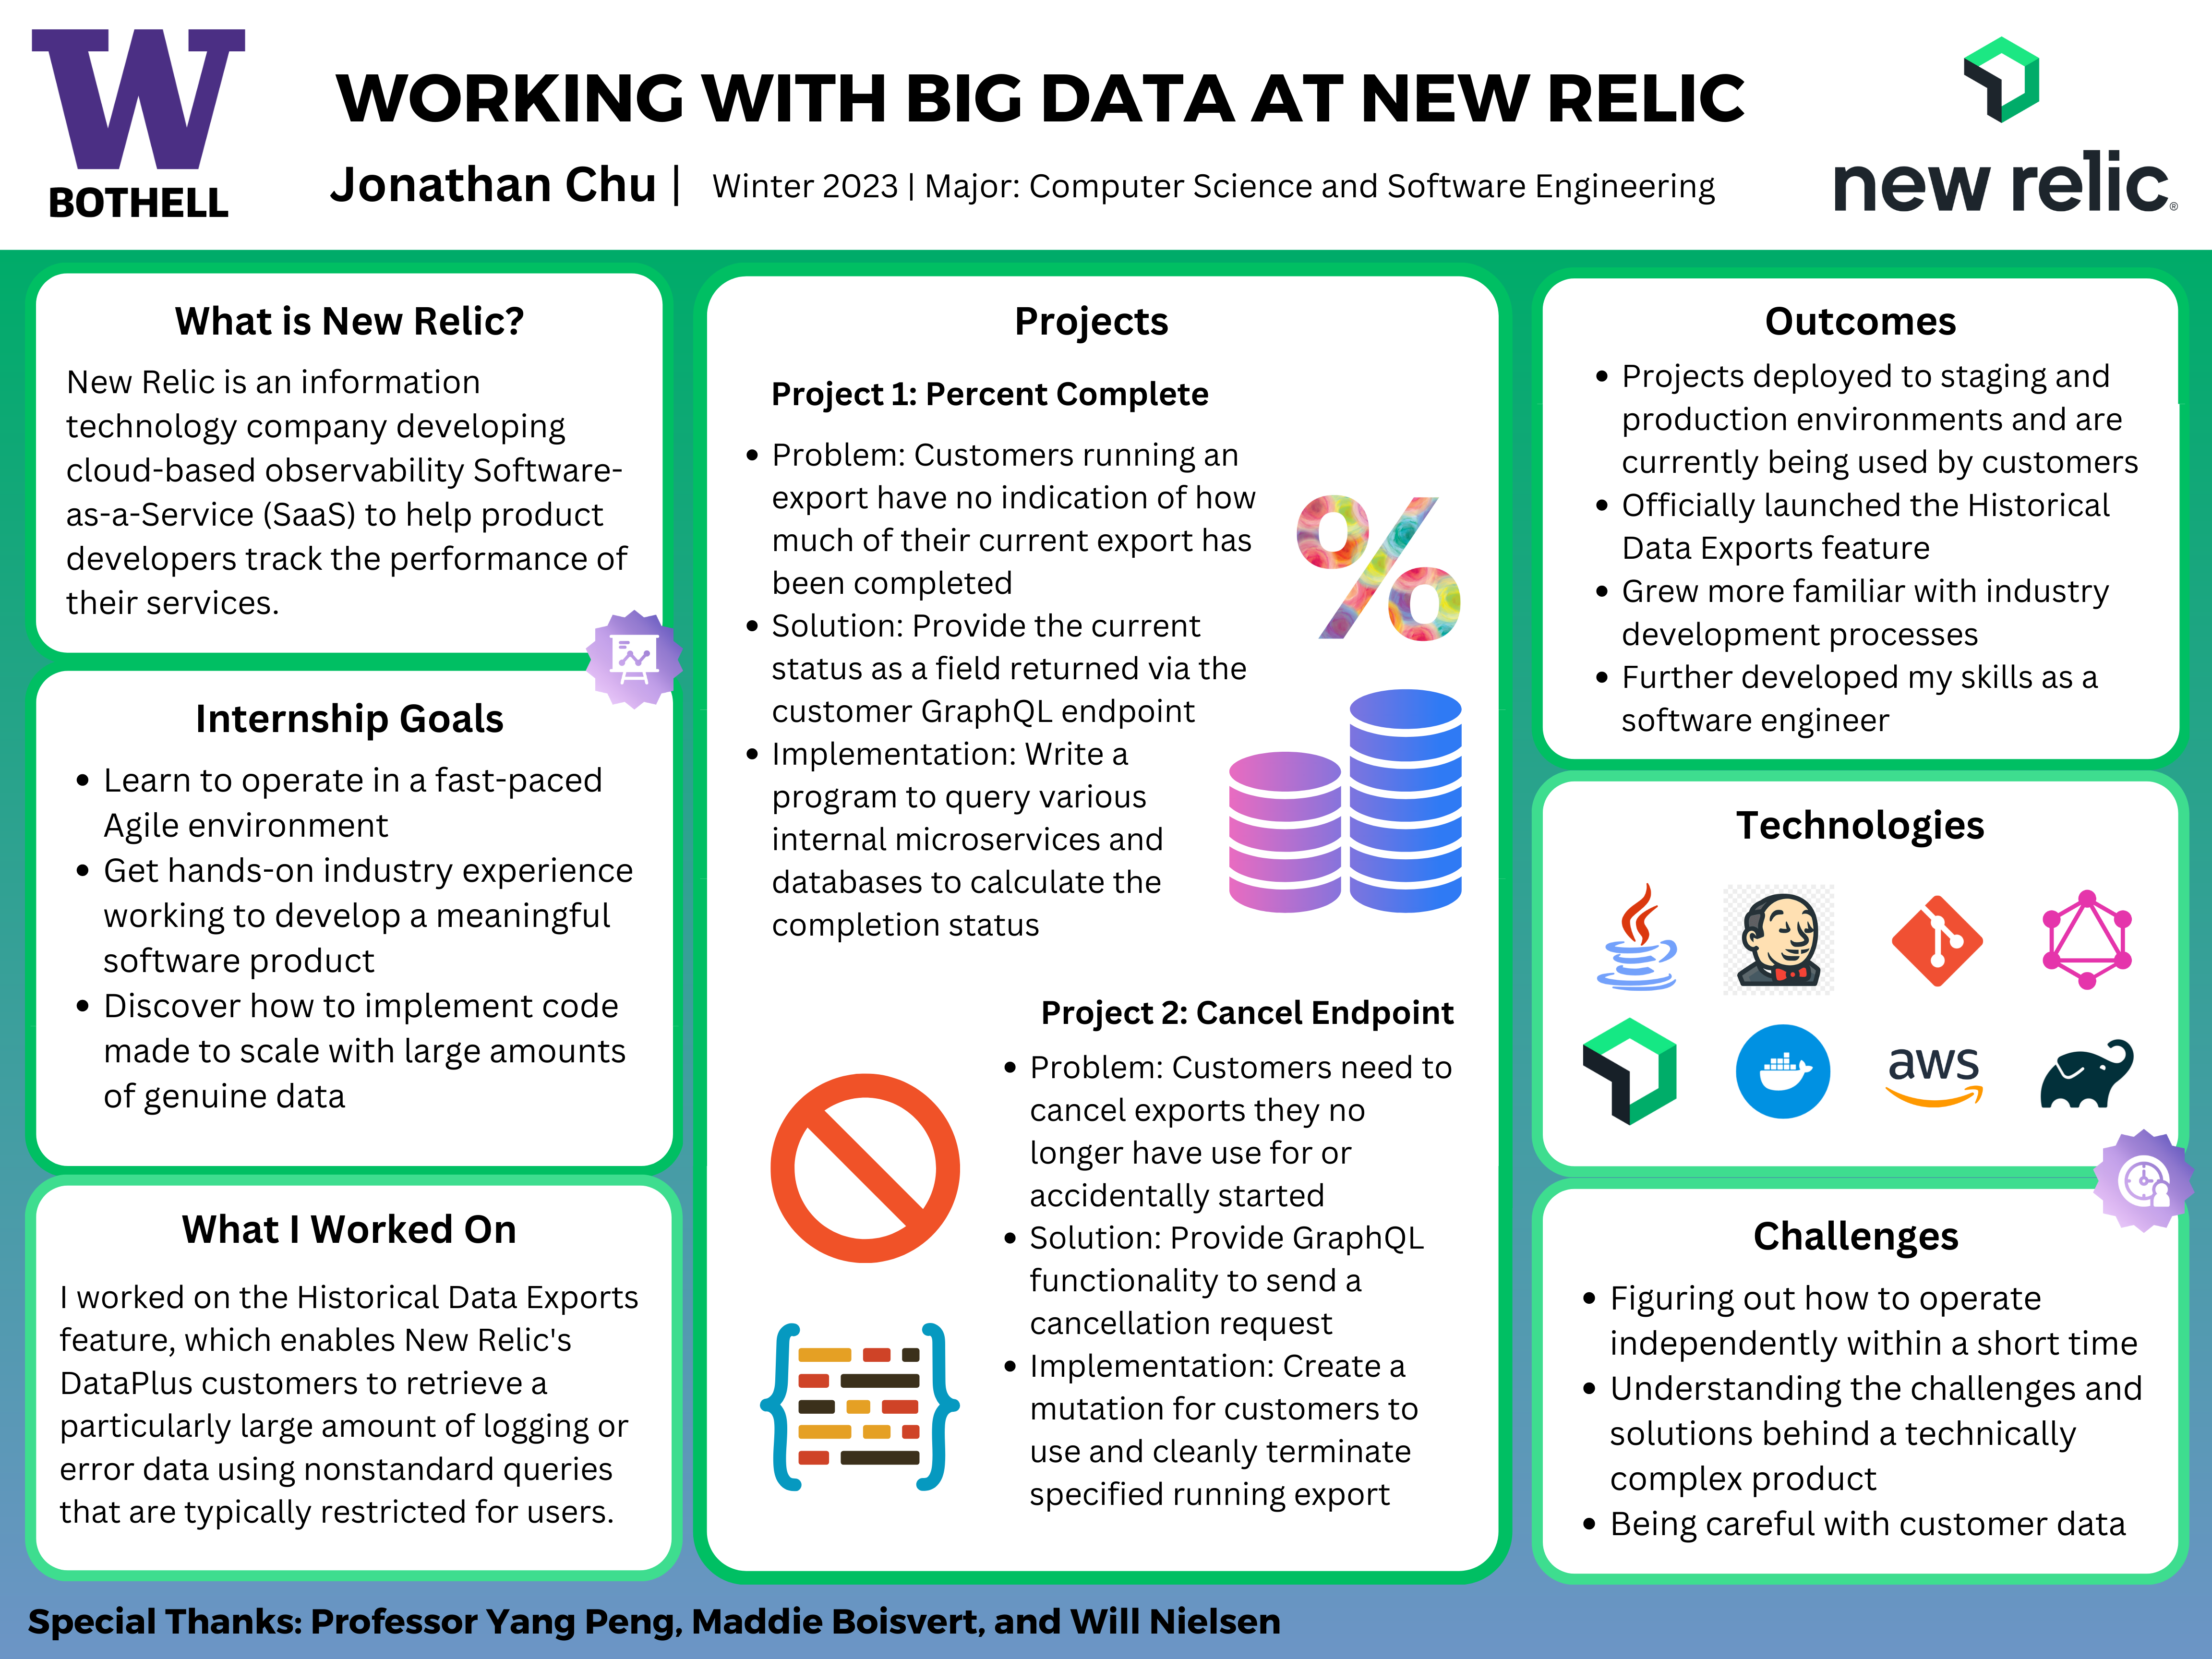 W
BOTHELL
WORKING WITH BIG DATA AT NEW RELIC
Jonathan Chu | Winter 2023 | Major: Computer Science and Software Engineering
new relic®
What is New Relic?
New Relic is an information
technology company developing
cloud-based observability Software-
as-a-Service (SaaS) to help product
developers track the performance of
their services.
Internship Goals
• Learn to operate in a fast-paced
Agile environment
• Get hands-on industry experience
working to develop a meaningful
software product
• Discover how to implement code
made to scale with large amounts
of genuine data
What I Worked On
I worked on the Historical Data Exports
feature, which enables New Relic's
DataPlus customers to retrieve a
particularly large amount of logging or
error data using nonstandard queries
that are typically restricted for users.
Projects
Project 1: Percent Complete
• Problem: Customers running an
export have no indication of how
much of their current export has
been completed
• Solution: Provide the current
status as a field returned via the
customer GraphQL endpoint
• Implementation: Write a
program to query various
internal microservices and
databases to calculate the
completion status
%
Project 2: Cancel Endpoint
• Problem: Customers need to
cancel exports they no
longer have use for or
accidentally started
• Solution: Provide GraphQL
functionality to send a
cancellation request
• Implementation: Create a
mutation for customers to
use and cleanly terminate
specified running export
Outcomes
• Projects deployed to staging and
production environments and are
currently being used by customers
• Officially launched the Historical
Data Exports feature
• Grew more familiar with industry
development processes
• Further developed my skills as a
software engineer
Technologies
aws
Challenges
• Figuring out how to operate
independently within a short time
• Understanding the challenges and
solutions behind a technically
complex product
• Being careful with customer data
Special Thanks: Professor Yang Peng, Maddie Boisvert, and Will Nielsen